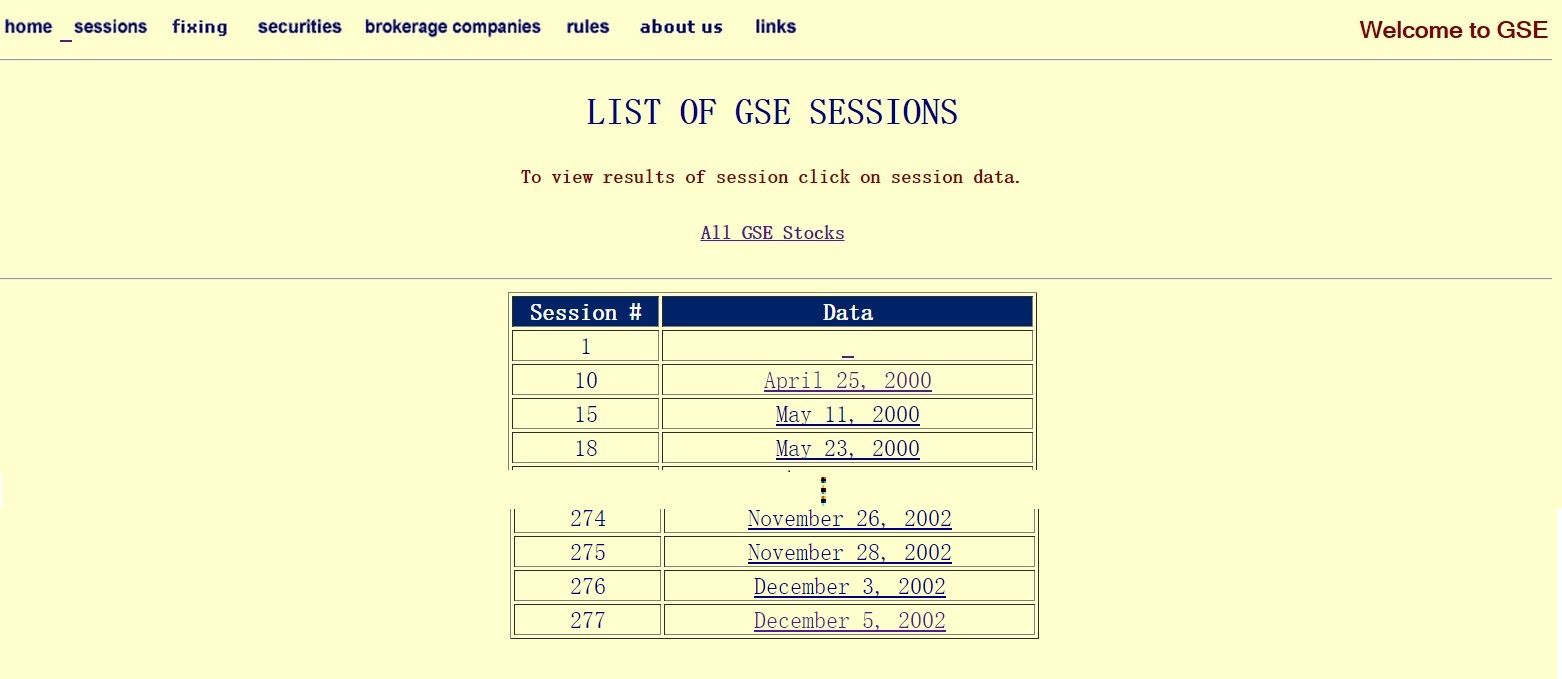 home _sessions fixing securities brokerage companies rules about us links Welcome to GSE
LIST OF GSE SESSIONS
To view results of session click on session data.
All GSE Stocks
Session # Data
1 _
10 April 25, 2000
15 May 11, 2000
18 May 23, 2000
274 November 26, 2002
275 November 28, 2002
276 December 3, 2002
277 December 5, 2002